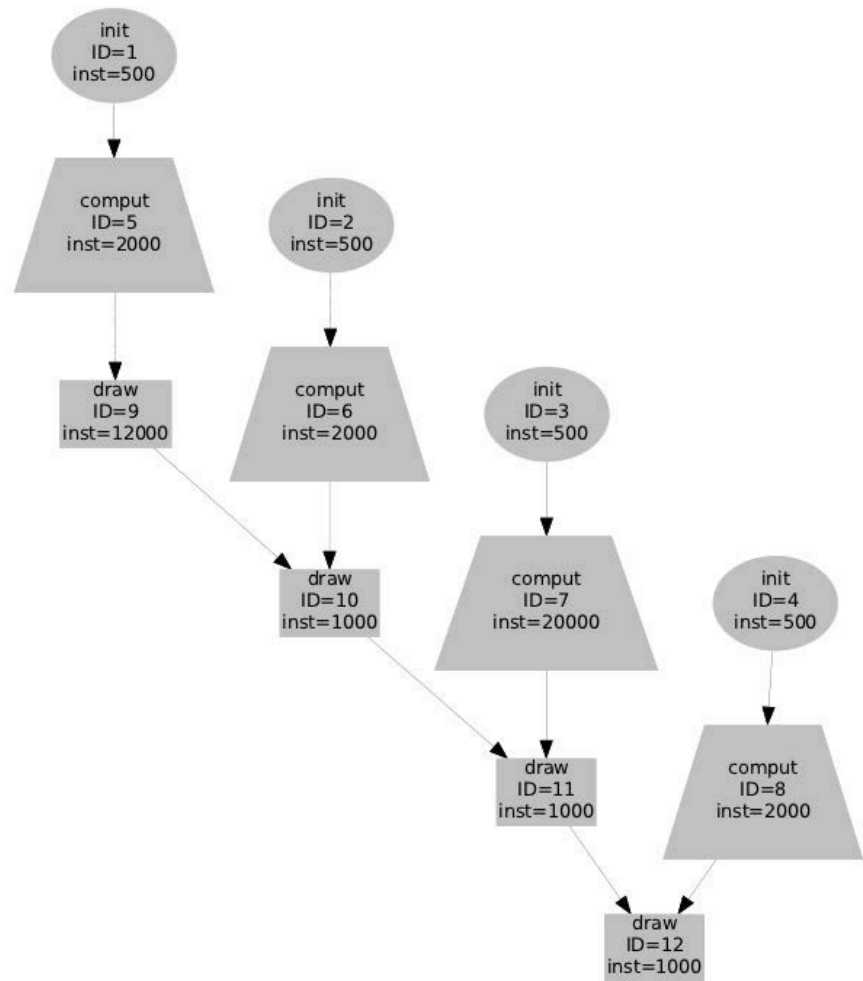 init
ID=1
inst=500
comput
ID=5
inst=2000
init
ID=2
inst=500
draw
ID=9
inst=12000
comput
ID=6
inst=2000
init
ID=3
inst=500
draw
ID=10
inst=1000
comput
ID=7
inst=20000
init
ID=4
inst=500
draw
ID=11
inst=1000
comput
ID=8
inst=2000
draw
ID=12
inst=1000